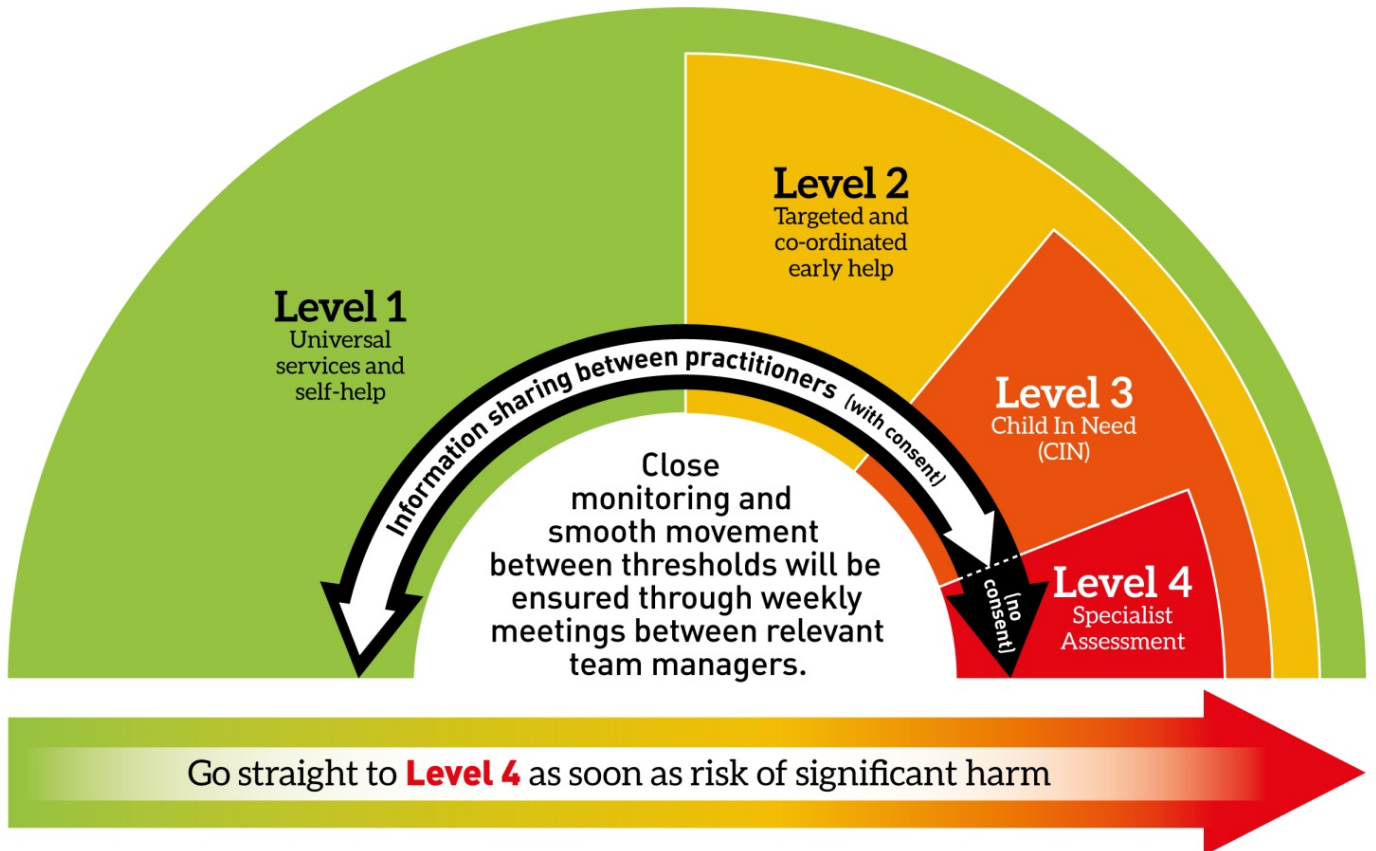 Level 1
Universal
services and
self-help
Level 2
Targeted and
co-ordinated
early help
Level 3
Child In Need
(CIN)
Level 4
Specialist
Assessment
Information sharing between practitioners (with consent)
(no
consent)
Close
monitoring and
smooth movement
between thresholds will be
ensured through weekly
meetings between relevant
team managers.
Go straight to Level 4 as soon as risk of significant harm